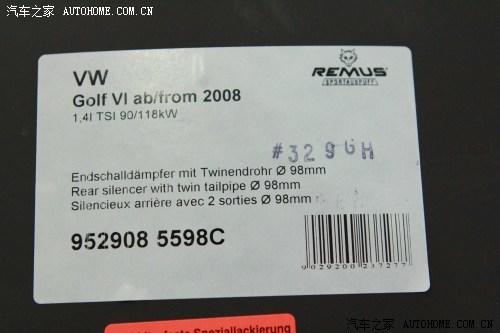 汽车之家 AUTOHOME.COM.CN
VW
REMUS
SPORTAUSPUFF
Golf VI ab/from 2008
1,4l TSI 90/118kW
#329GH
Endschalldämpfer mit Twinendrohr Ø 98mm
Rear silencer with twin tailpipe Ø 98mm
Silencieux arrière avec 2 sorties Ø 98mm
952908 5598C
9029200237277
Speziallackierung
汽车之家 AUTOHOME.COM.CN